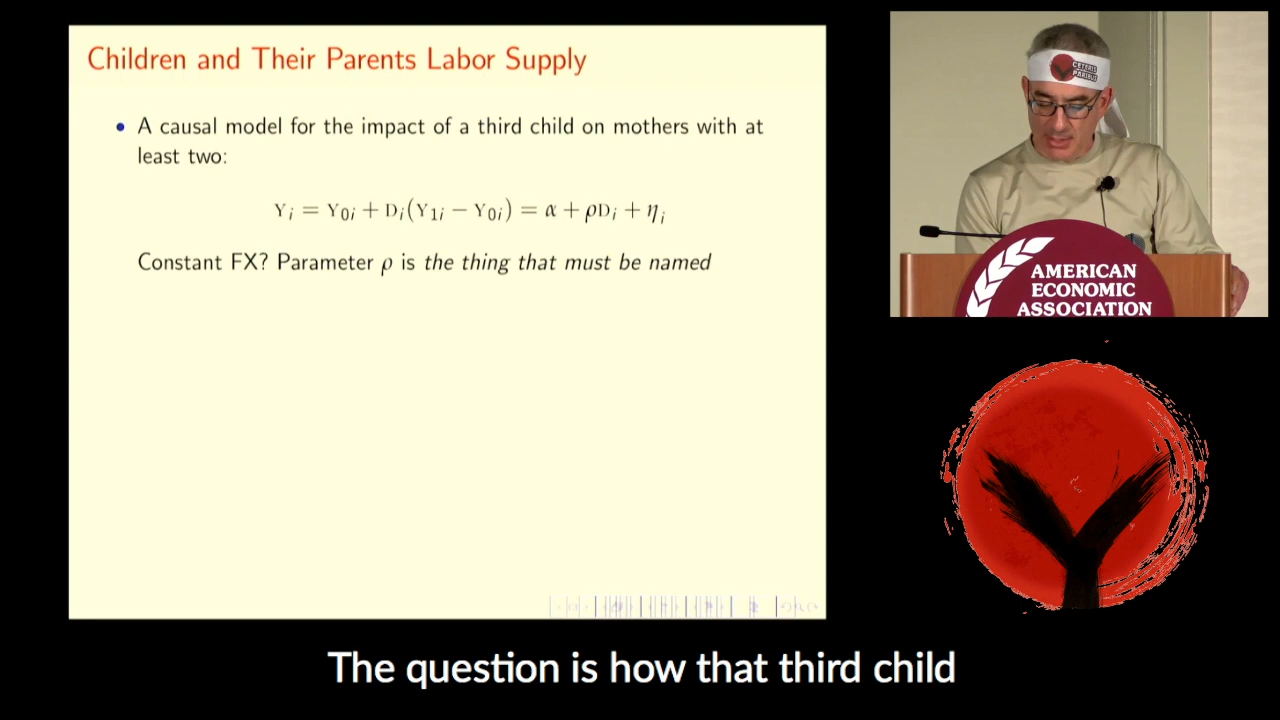 Children and Their Parents Labor Supply
• A causal model for the impact of a third child on mothers with at
least two:
Yᵢ = Y₀ᵢ + Dᵢ(Y₁ᵢ − Y₀ᵢ) = α + ρDᵢ + ηᵢ
Constant FX? Parameter ρ is the thing that must be named
CETERIS
PARIBUS
AMERICAN
ECONOMIC
ASSOCIATION
The question is how that third child